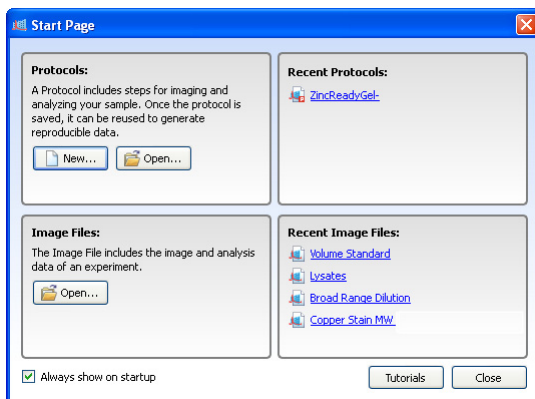 Start Page
Protocols:
A Protocol includes steps for imaging and
analyzing your sample. Once the protocol is
saved, it can be reused to generate
reproducible data.
New...
Open...
Recent Protocols:
ZincReadyGel-
Image Files:
The Image File includes the image and analysis
data of an experiment.
Open...
Recent Image Files:
Volume Standard
Lysates
Broad Range Dilution
Copper Stain MW
Always show on startup
Tutorials
Close